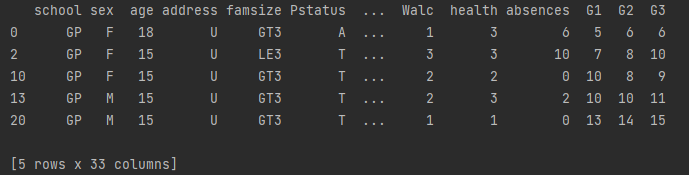 school sex age address famsize Pstatus ... Walc health absences G1 G2 G3
0 GP F 18 U GT3 A ... 1 3 6 5 6 6
2 GP F 15 U LE3 T ... 3 3 10 7 8 10
10 GP F 15 U GT3 T ... 2 2 0 10 8 9
13 GP M 15 U GT3 T ... 2 3 2 10 10 11
20 GP M 15 U GT3 T ... 1 1 0 13 14 15
[5 rows x 33 columns]